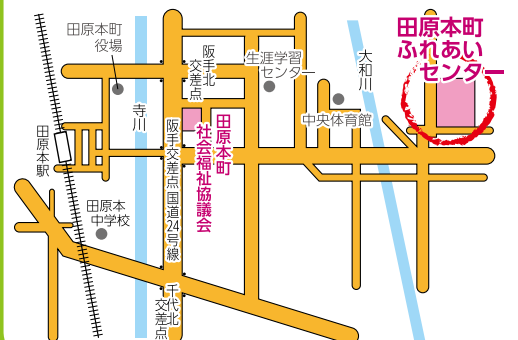 田原本町
役場
阪手北
交差点
生涯学習
センター
大和川
田原本町
ふれあい
センター
寺川
中央体育館
田原本駅
阪手交差点
国道24号線
田原本町
社会福祉協議会
田原本
中学校
千代北
交差点